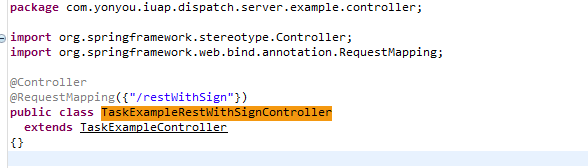 package com.yonyou.iuap.dispatch.server.example.controller;
import org.springframework.stereotype.Controller;
import org.springframework.web.bind.annotation.RequestMapping;
@Controller
@RequestMapping({"/restWithSign"})
public class TaskExampleRestWithSignController
extends TaskExampleController
{}